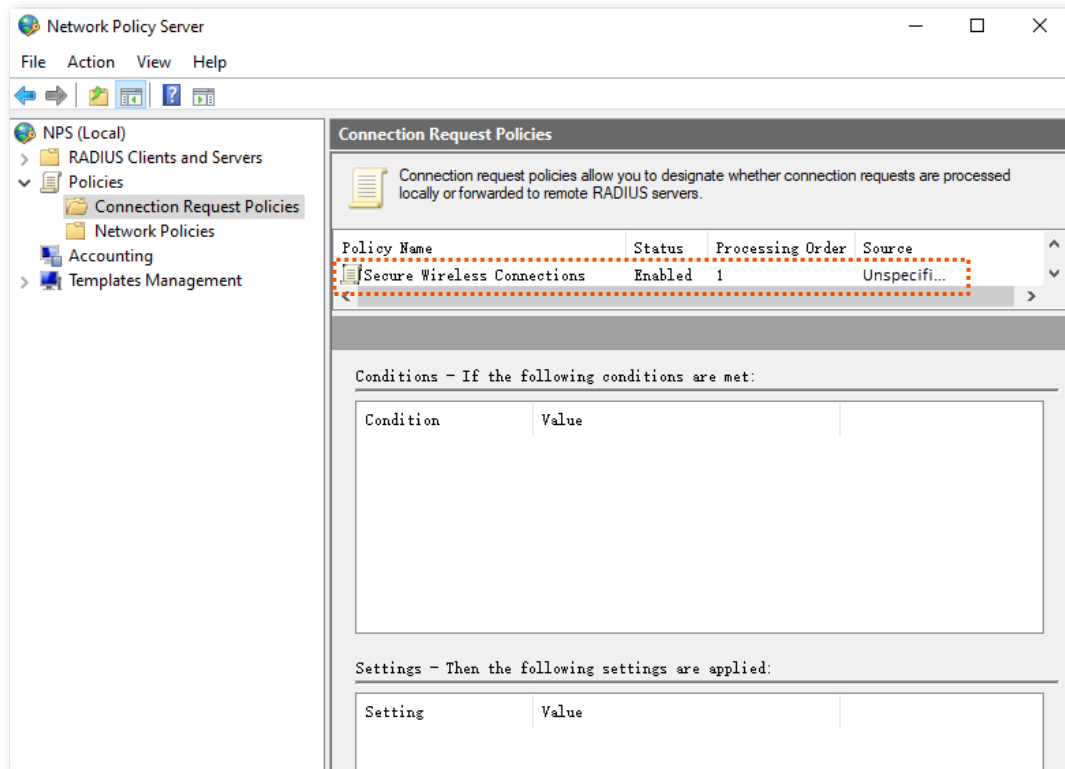 Network Policy Server
File Action View Help
NPS (Local)
RADIUS Clients and Servers
Policies
Connection Request Policies
Network Policies
Accounting
Templates Management
Connection Request Policies
Connection request policies allow you to designate whether connection requests are processed
locally or forwarded to remote RADIUS servers.
Policy Name Status Processing Order Source
Secure Wireless Connections Enabled 1 Unspecifi...
Conditions - If the following conditions are met:
Condition Value
Settings - Then the following settings are applied:
Setting Value